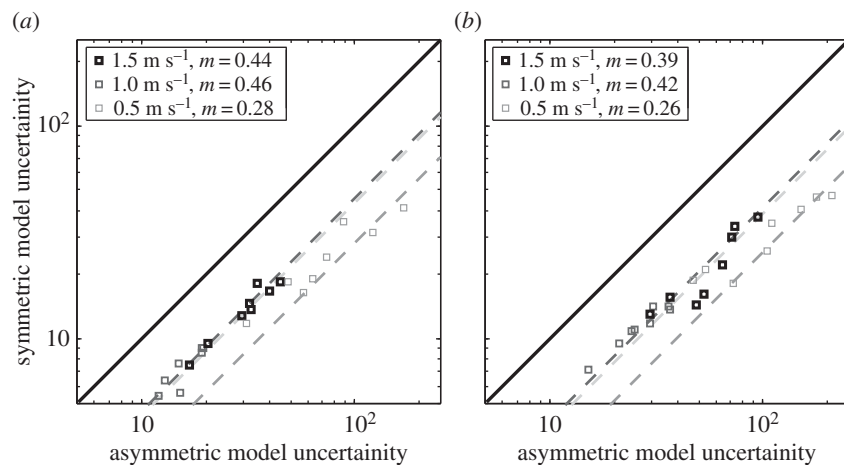 (a)
1.5 m s⁻¹, m = 0.44
1.0 m s⁻¹, m = 0.46
0.5 m s⁻¹, m = 0.28
symmetric model uncertainity
10²
10
10
10²
asymmetric model uncertainity
(b)
1.5 m s⁻¹, m = 0.39
1.0 m s⁻¹, m = 0.42
0.5 m s⁻¹, m = 0.26
10
10²
asymmetric model uncertainity